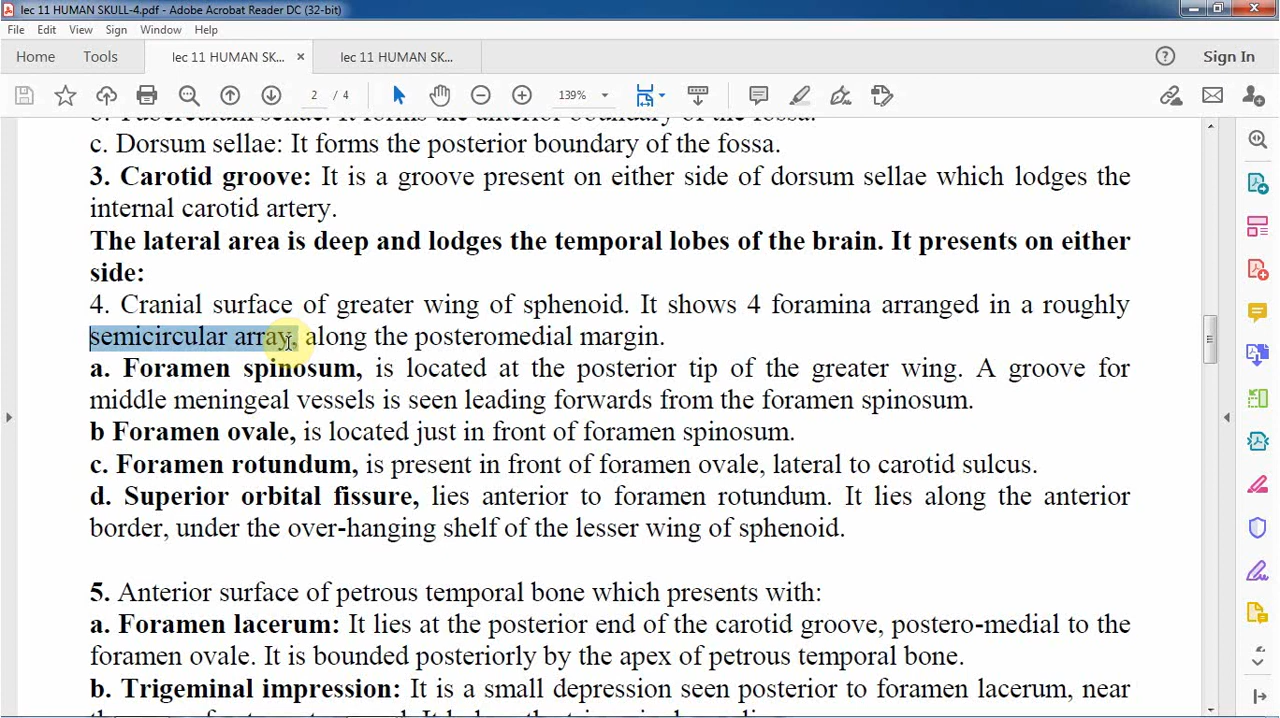 lec 11 HUMAN SKULL-4.pdf - Adobe Acrobat Reader DC (32-bit)
File Edit View Sign Window Help
Home Tools lec 11 HUMAN SK... × lec 11 HUMAN SK... Sign In
2 / 4 139%
b. Tuberculum sellae: It forms the anterior boundary of the fossa.
c. Dorsum sellae: It forms the posterior boundary of the fossa.
3. Carotid groove: It is a groove present on either side of dorsum sellae which lodges the
internal carotid artery.
The lateral area is deep and lodges the temporal lobes of the brain. It presents on either
side:
4. Cranial surface of greater wing of sphenoid. It shows 4 foramina arranged in a roughly
semicircular array, along the posteromedial margin.
a. Foramen spinosum, is located at the posterior tip of the greater wing. A groove for
middle meningeal vessels is seen leading forwards from the foramen spinosum.
b Foramen ovale, is located just in front of foramen spinosum.
c. Foramen rotundum, is present in front of foramen ovale, lateral to carotid sulcus.
d. Superior orbital fissure, lies anterior to foramen rotundum. It lies along the anterior
border, under the over-hanging shelf of the lesser wing of sphenoid.
5. Anterior surface of petrous temporal bone which presents with:
a. Foramen lacerum: It lies at the posterior end of the carotid groove, postero-medial to the
foramen ovale. It is bounded posteriorly by the apex of petrous temporal bone.
b. Trigeminal impression: It is a small depression seen posterior to foramen lacerum, near